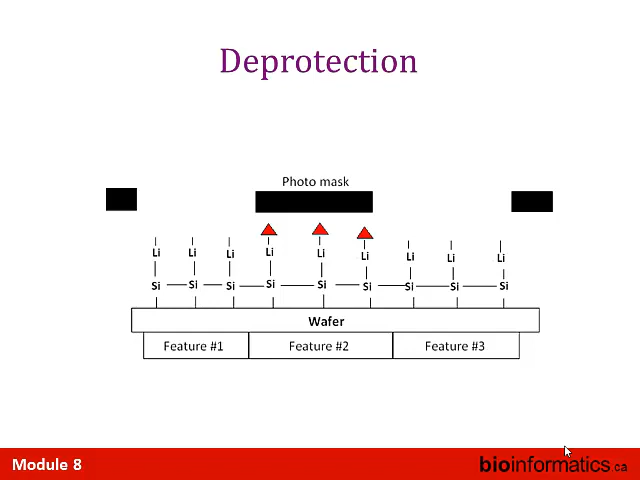 Deprotection
Photo mask
Li Li Li Li Li Li Li Li Li
Si Si Si Si Si Si Si Si Si
Wafer
Feature #1 Feature #2 Feature #3
Module 8 bioinformatics.ca